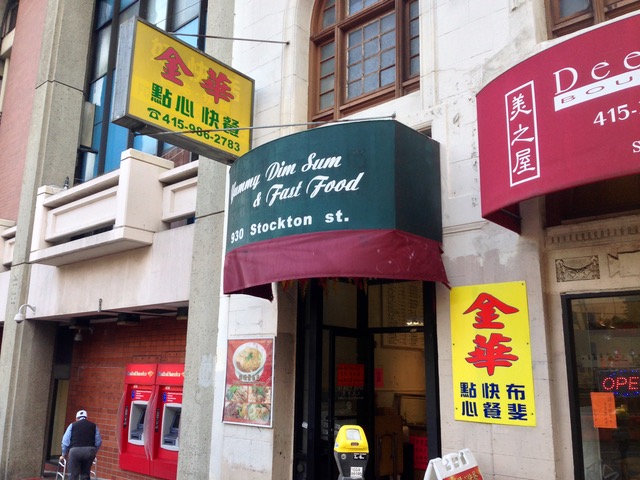 金華
點心快餐
☎415-986-2783
Yummy Dim Sum
& Fast Food
930 Stockton st.
美之屋
Dee
BOU
415-
金
華
點快布
心餐斐
OPE